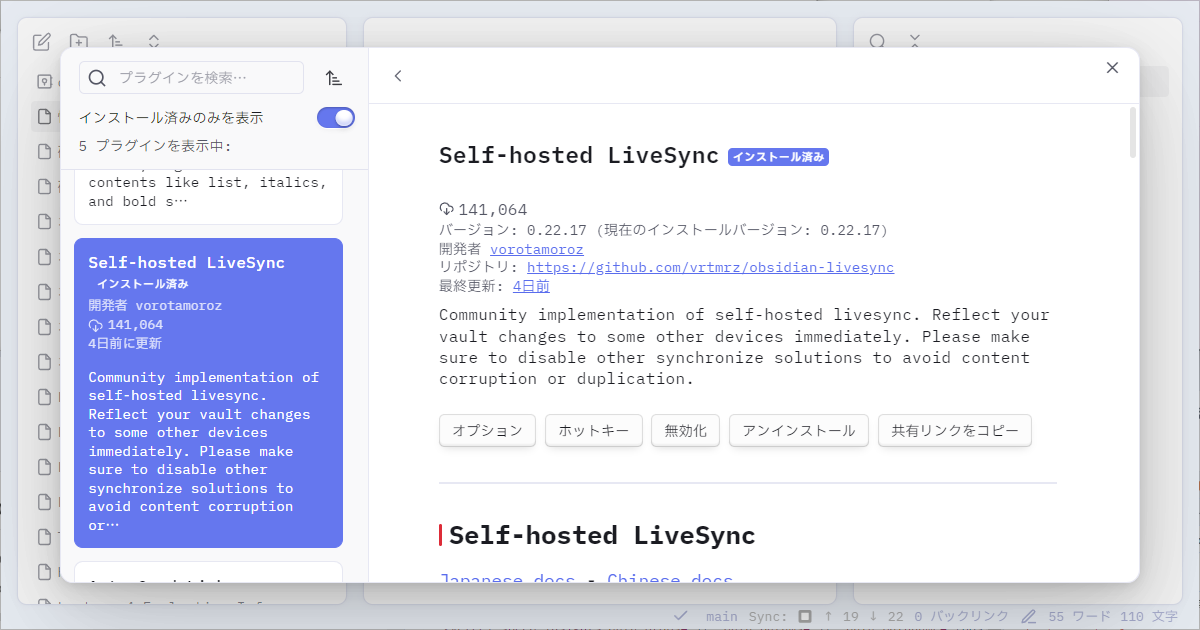 プラグインを検索…
インストール済みのみを表示
5 プラグインを表示中:
contents like list, italics,
and bold s…
Self-hosted LiveSync
インストール済み
開発者 vorotamoroz
141,064
4日前に更新
Community implementation of
self-hosted livesync.
Reflect your vault changes
to some other devices
immediately. Please make
sure to disable other
synchronize solutions to
avoid content corruption
or…
Self-hosted LiveSync インストール済み
141,064
バージョン: 0.22.17 (現在のインストールバージョン: 0.22.17)
開発者 vorotamoroz
リポジトリ: https://github.com/vrtmrz/obsidian-livesync
最終更新: 4日前
Community implementation of self-hosted livesync. Reflect your
vault changes to some other devices immediately. Please make
sure to disable other synchronize solutions to avoid content
corruption or duplication.
オプション ホットキー 無効化 アンインストール 共有リンクをコピー
Self-hosted LiveSync
Japanese docs - Chinese docs
main Sync: ↑ 19 ↓ 22 0 バックリンク 55 ワード 110 文字